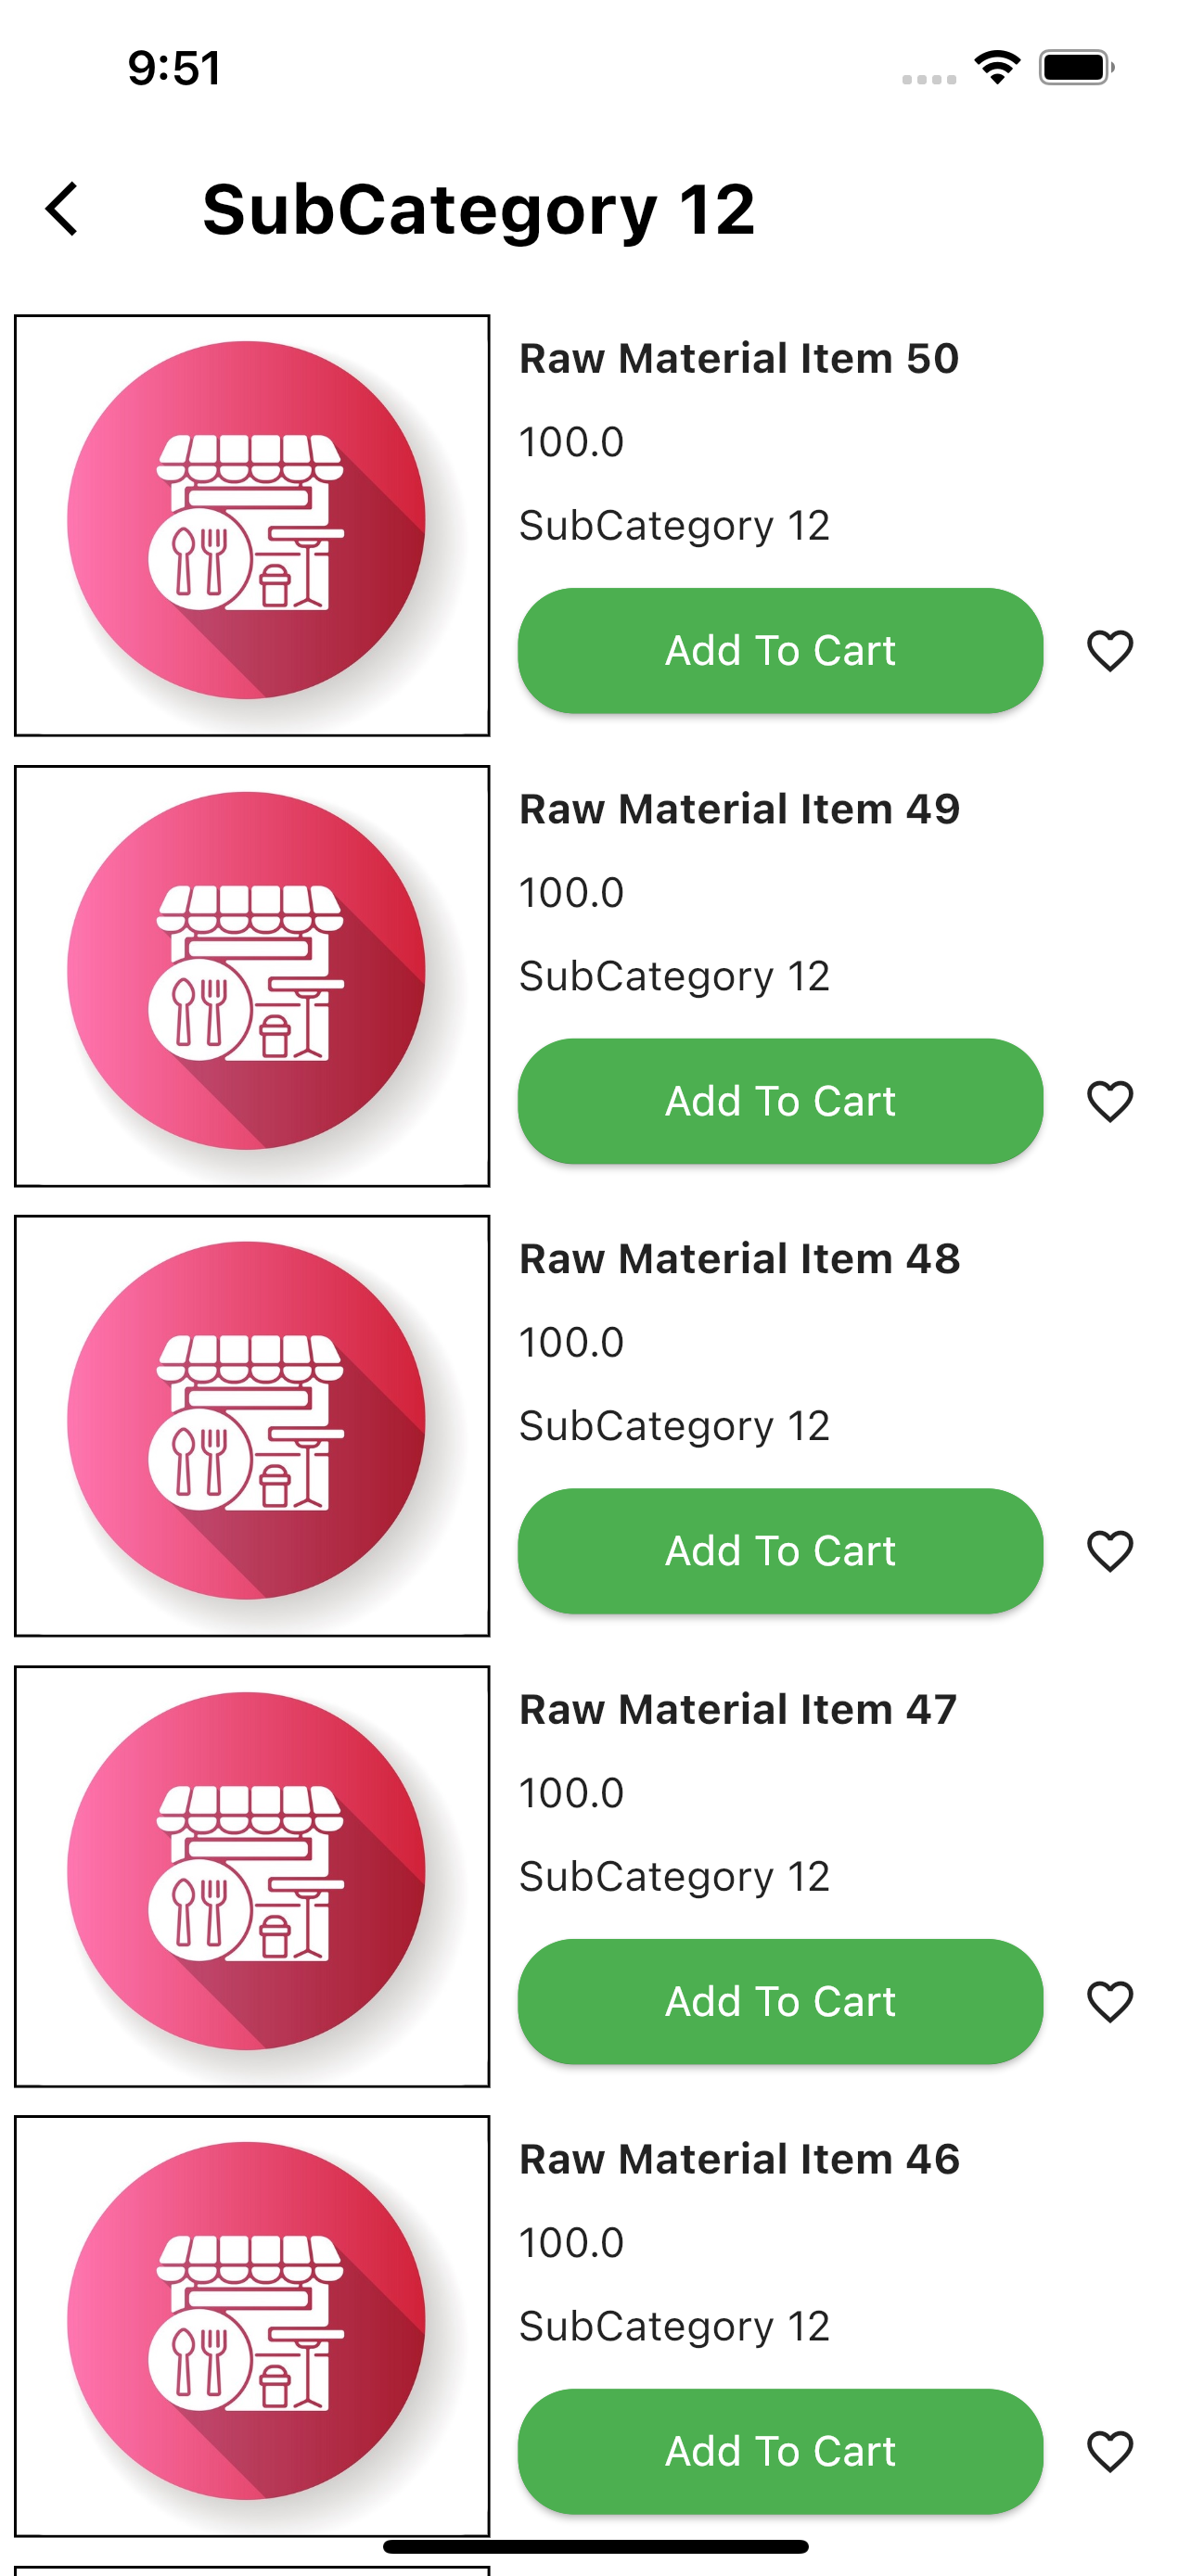 9:51
SubCategory 12
Raw Material Item 50
100.0
SubCategory 12
Add To Cart
Raw Material Item 49
100.0
SubCategory 12
Add To Cart
Raw Material Item 48
100.0
SubCategory 12
Add To Cart
Raw Material Item 47
100.0
SubCategory 12
Add To Cart
Raw Material Item 46
100.0
SubCategory 12
Add To Cart